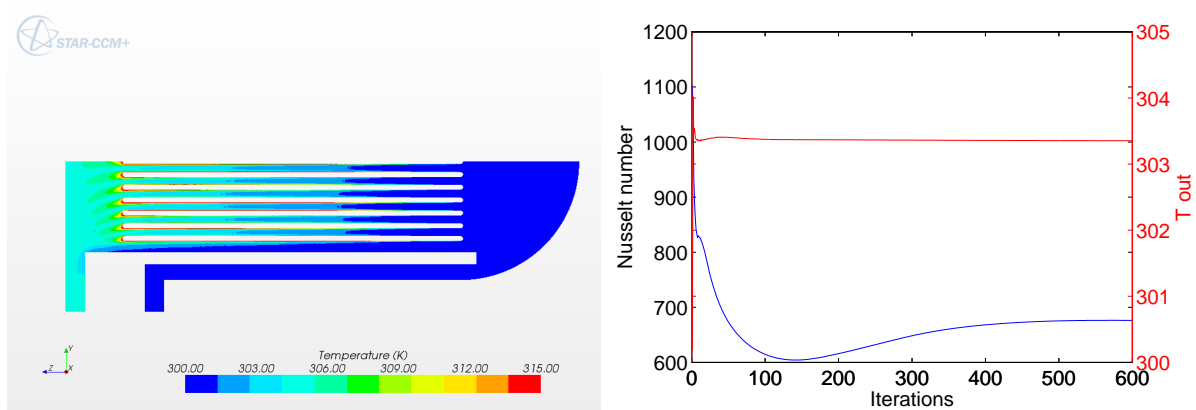 STAR-CCM+
Y
Z
X
Temperature (K)
300.00 303.00 306.00 309.00 312.00 315.00
1200
1100
1000
900
800
700
600
Nusselt number
305
304
303
302
301
300
T out
0 100 200 300 400 500 600
Iterations